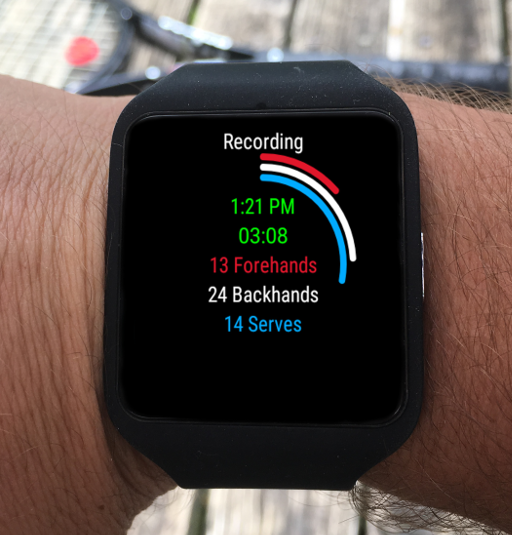 Recording
1:21 PM
03:08
13 Forehands
24 Backhands
14 Serves